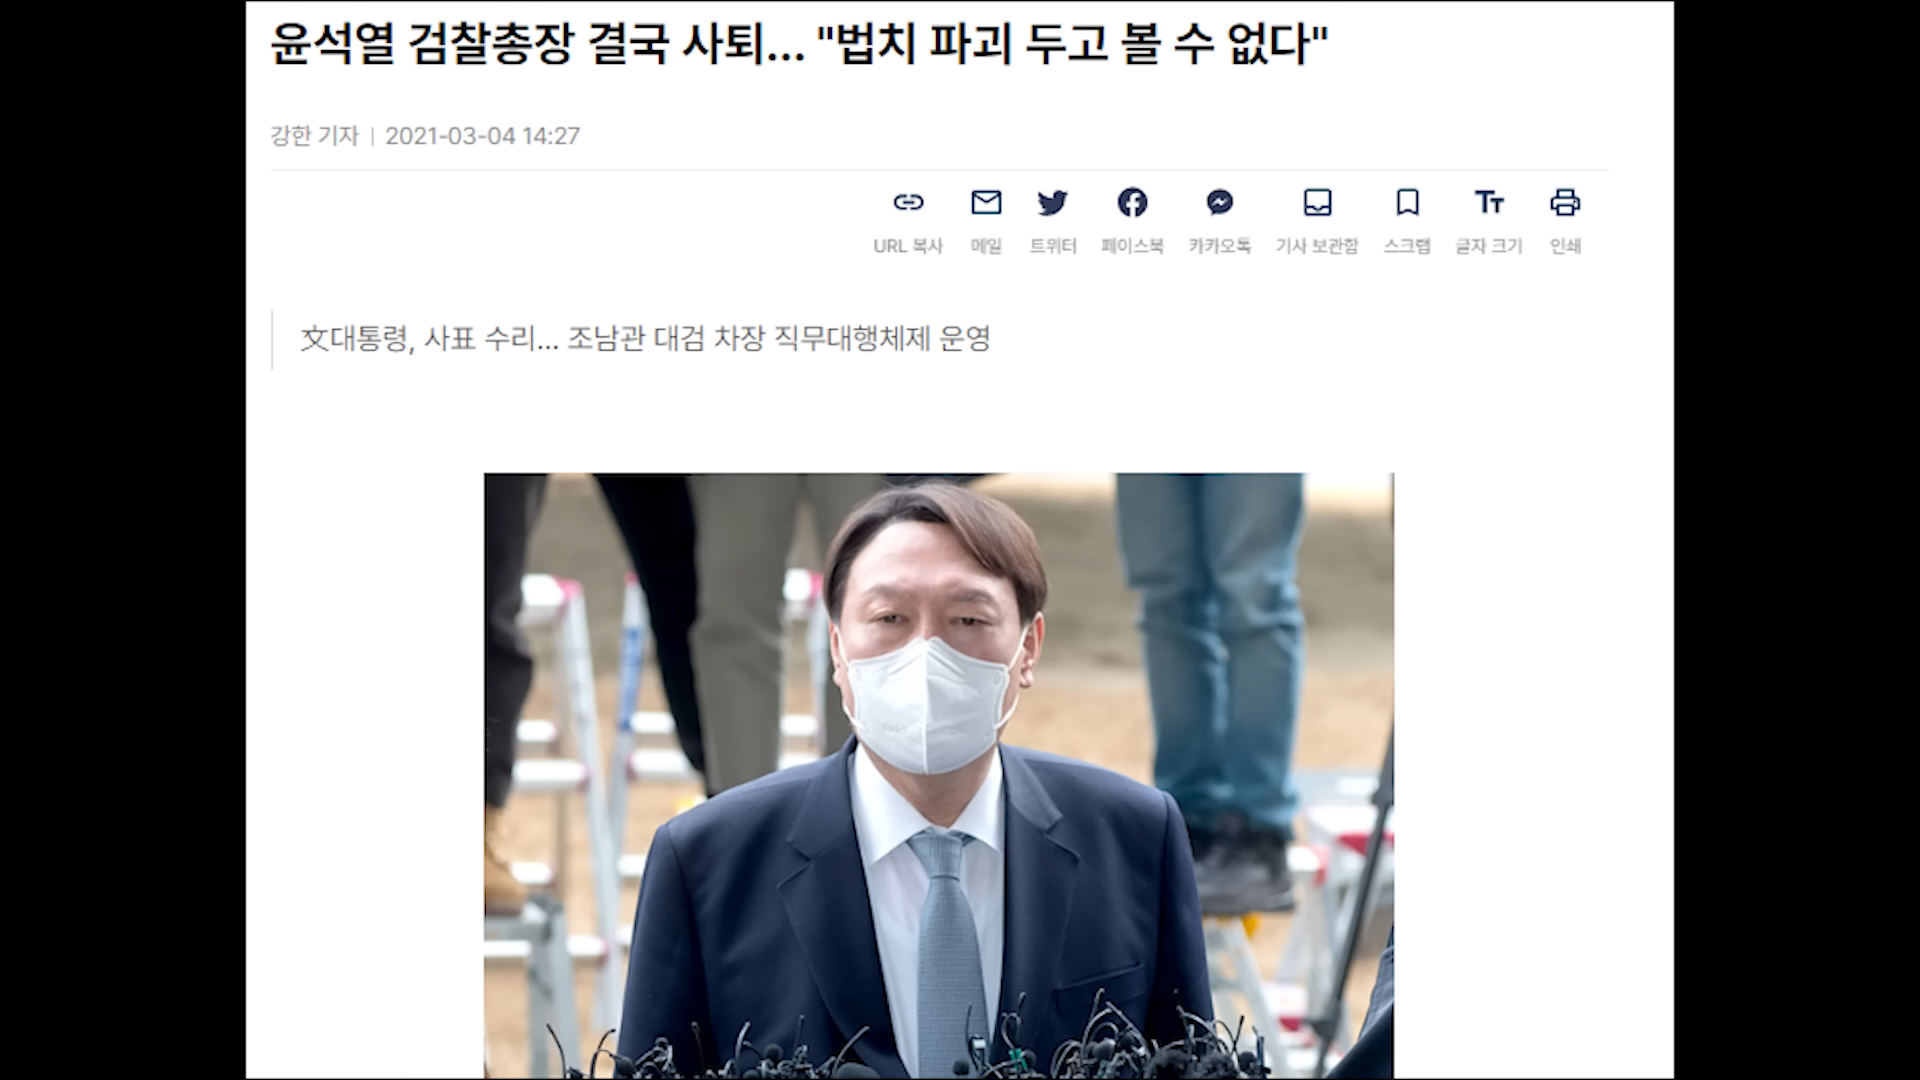 윤석열 검찰총장 결국 사퇴... "법치 파괴 두고 볼 수 없다"
강한 기자 | 2021-03-04 14:27
URL 복사 메일 트위터 페이스북 카카오톡 기사 보관함 스크랩 글자 크기 인쇄
文대통령, 사표 수리... 조남관 대검 차장 직무대행체제 운영